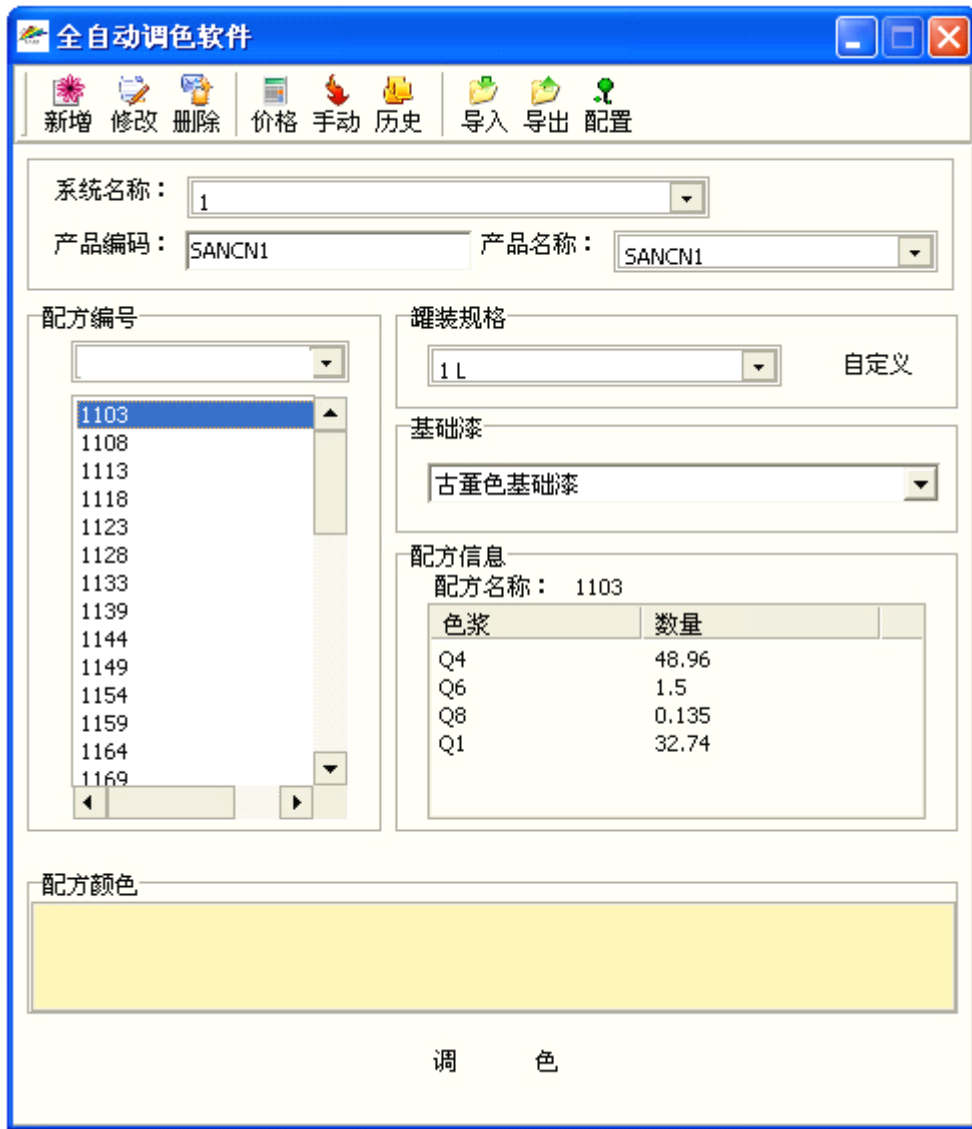 全自动调色软件
新增 修改 删除 价格 手动 历史 导入 导出 配置
系统名称： 1
产品编码： SANCN1 产品名称： SANCN1
配方编号
1103
1108
1113
1118
1123
1128
1133
1139
1144
1149
1154
1159
1164
1169
罐装规格
1 L 自定义
基础漆
古董色基础漆
配方信息
配方名称： 1103
色浆 数量
Q4 48.96
Q6 1.5
Q8 0.135
Q1 32.74
配方颜色
调 色